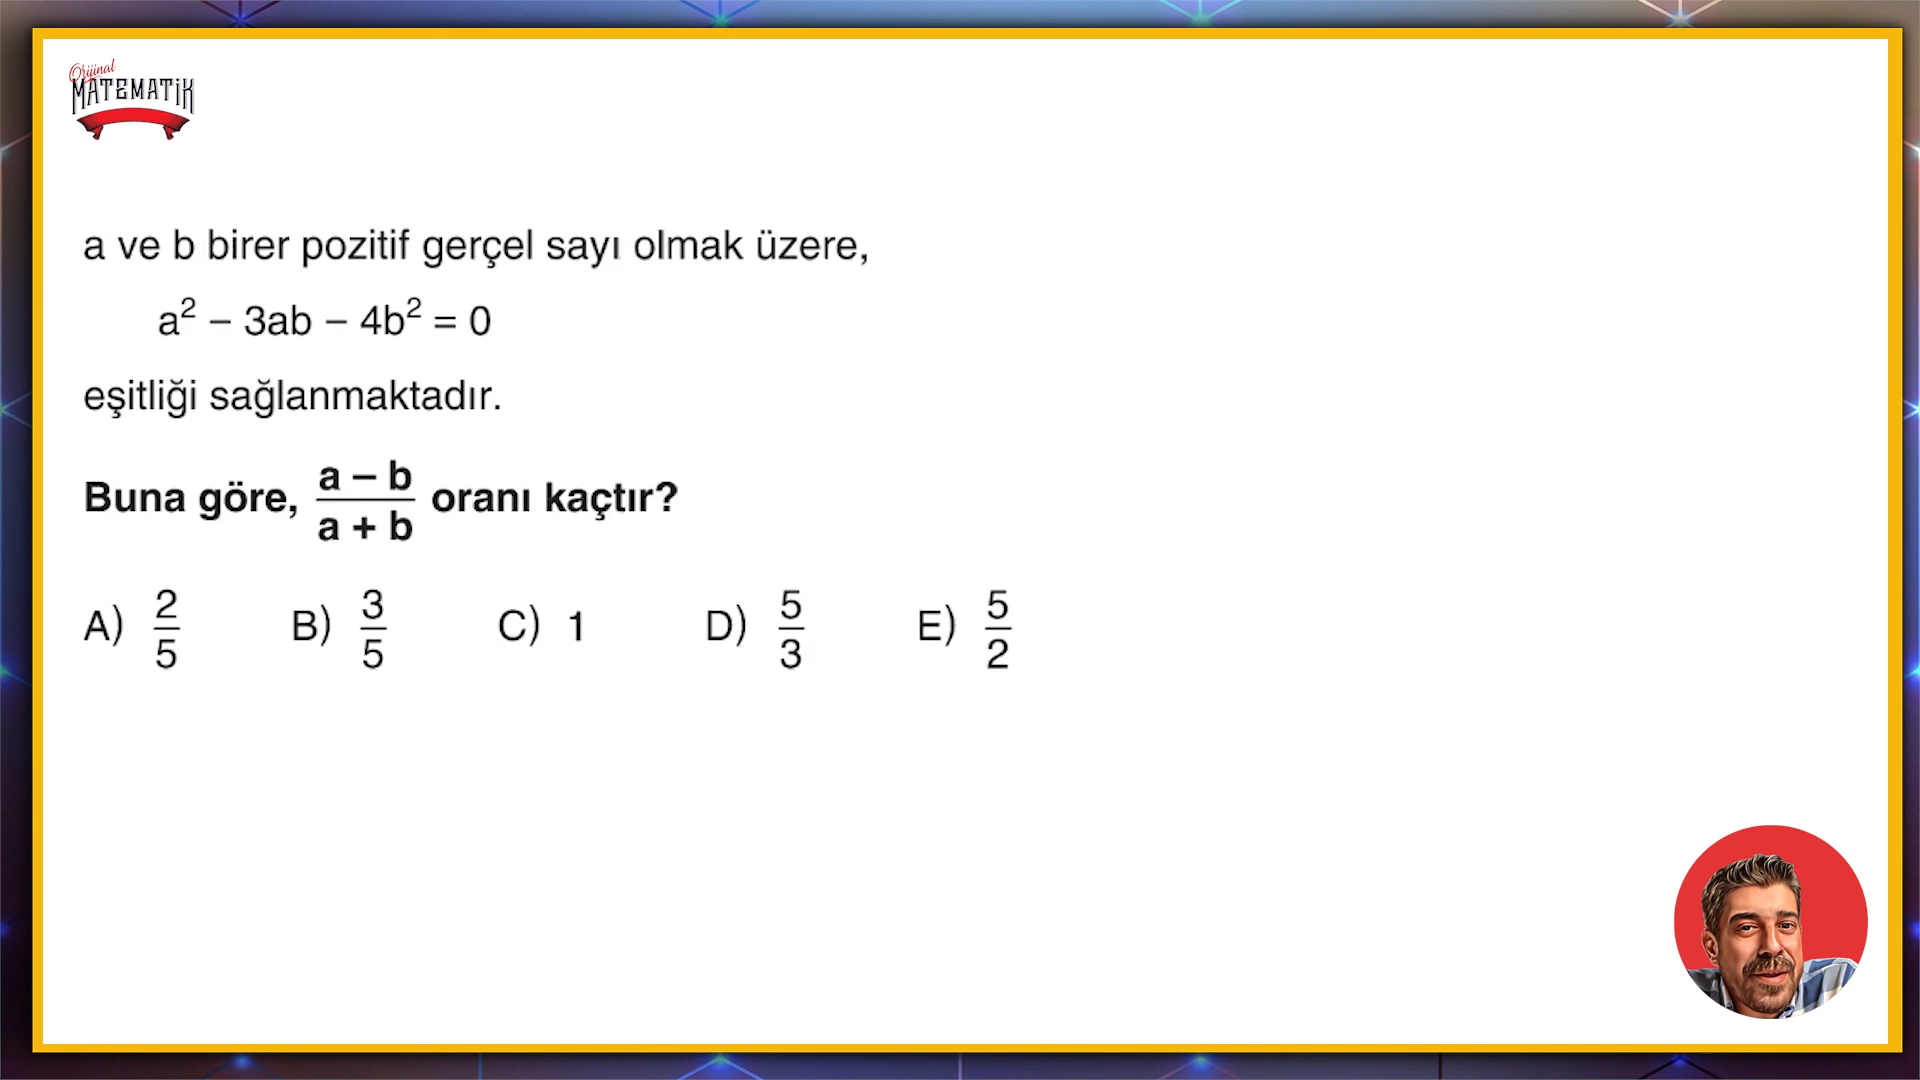 Orijinal
MATEMATİK
a ve b birer pozitif gerçel sayı olmak üzere,
a² – 3ab – 4b² = 0
eşitliği sağlanmaktadır.
Buna göre, (a – b)/(a + b) oranı kaçtır?
A) 2/5 B) 3/5 C) 1 D) 5/3 E) 5/2